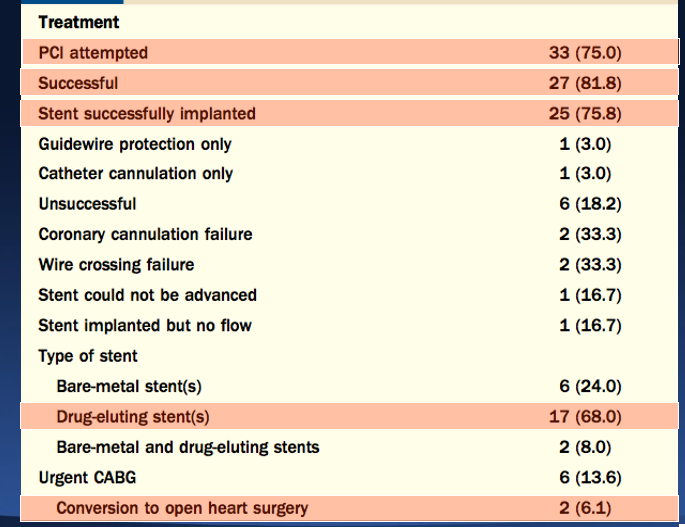 Treatment
PCI attempted 33 (75.0)
Successful 27 (81.8)
Stent successfully implanted 25 (75.8)
Guidewire protection only 1 (3.0)
Catheter cannulation only 1 (3.0)
Unsuccessful 6 (18.2)
Coronary cannulation failure 2 (33.3)
Wire crossing failure 2 (33.3)
Stent could not be advanced 1 (16.7)
Stent implanted but no flow 1 (16.7)
Type of stent
Bare-metal stent(s) 6 (24.0)
Drug-eluting stent(s) 17 (68.0)
Bare-metal and drug-eluting stents 2 (8.0)
Urgent CABG 6 (13.6)
Conversion to open heart surgery 2 (6.1)